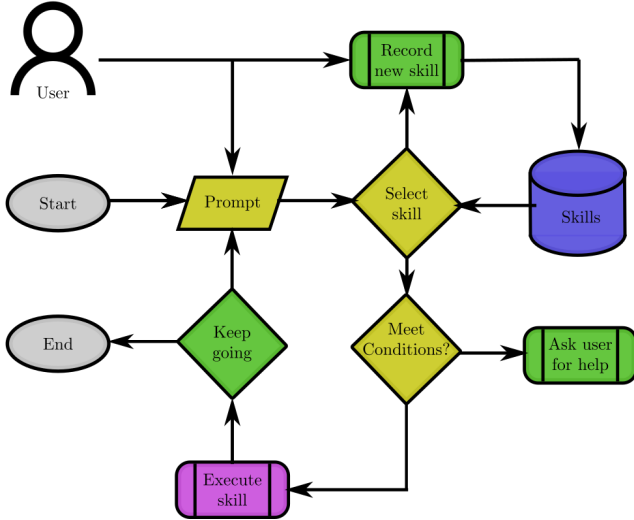 User
Record
new skill
Start
Prompt
Select
skill
Skills
End
Keep
going
Meet
Conditions?
Ask user
for help
Execute
skill